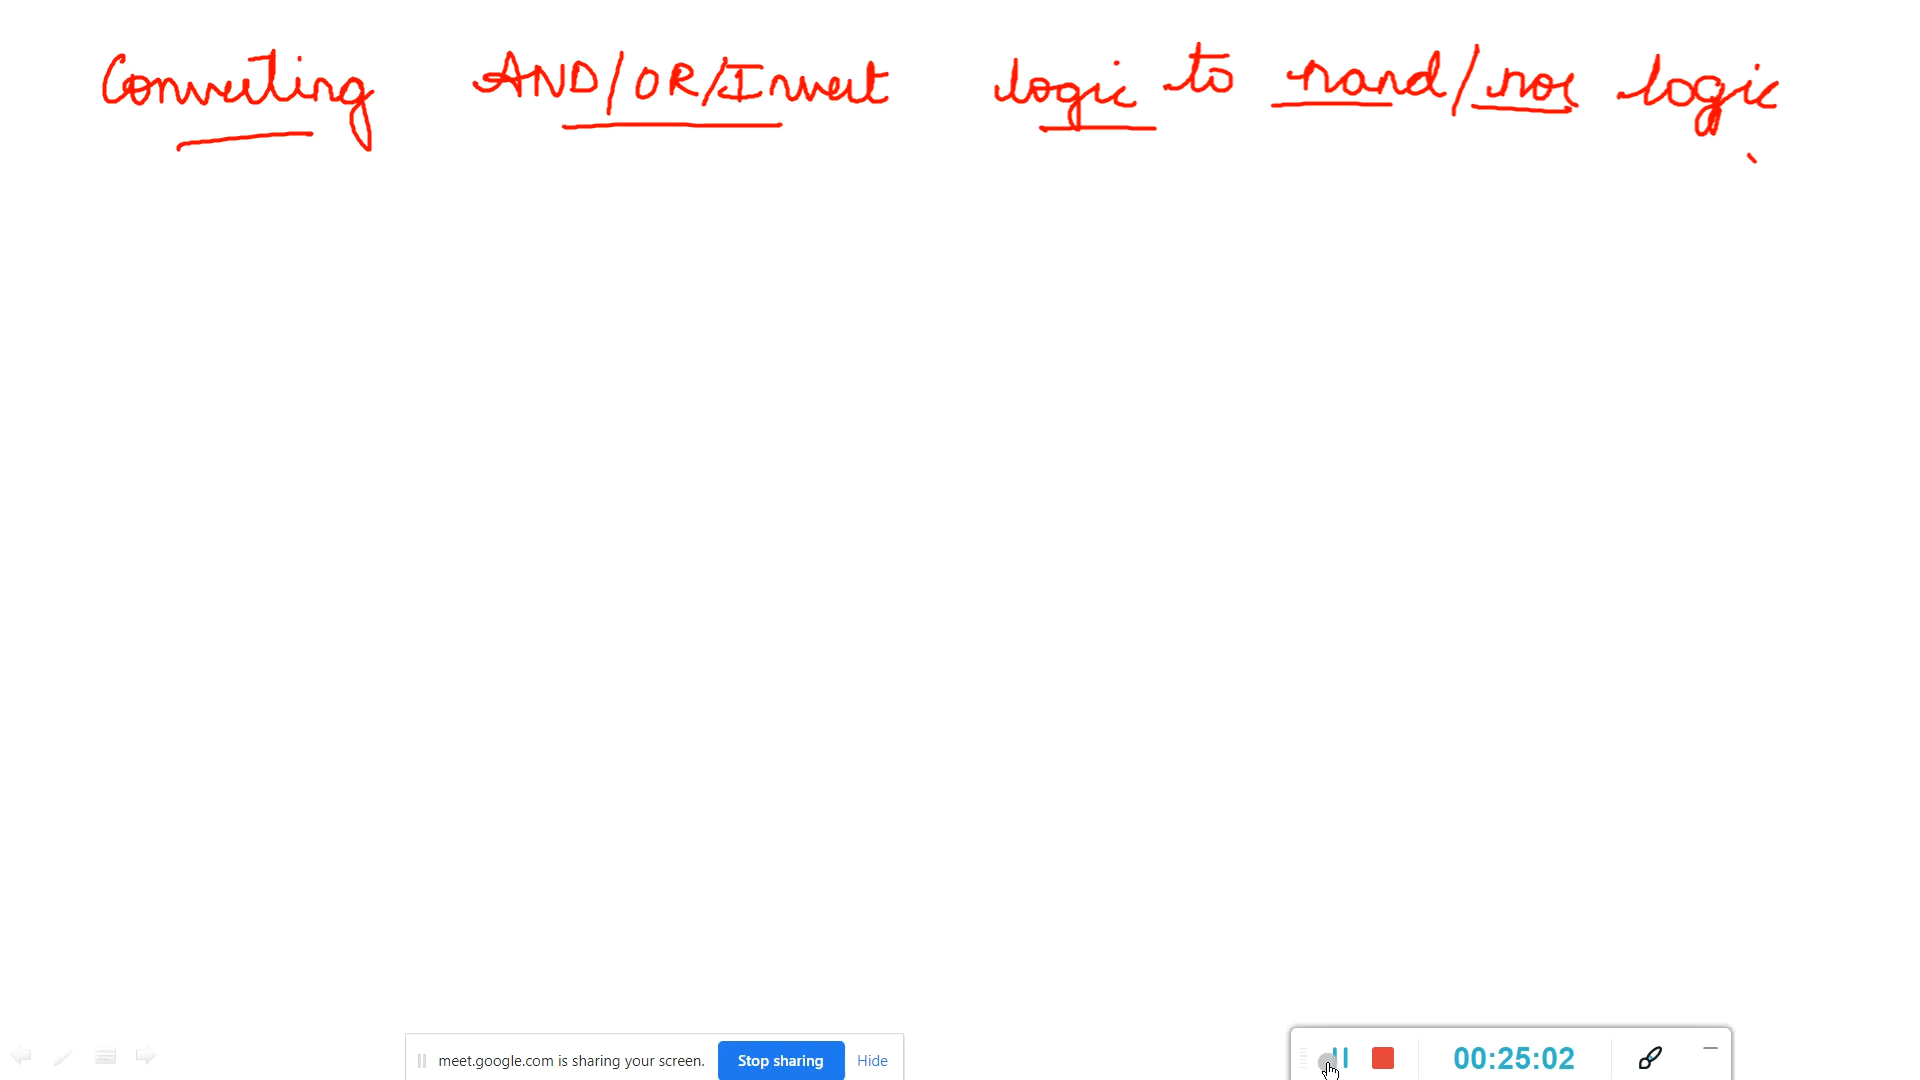 Converting AND/OR/Invert logic to nand/nor logic
meet.google.com is sharing your screen. Stop sharing Hide
00:25:02